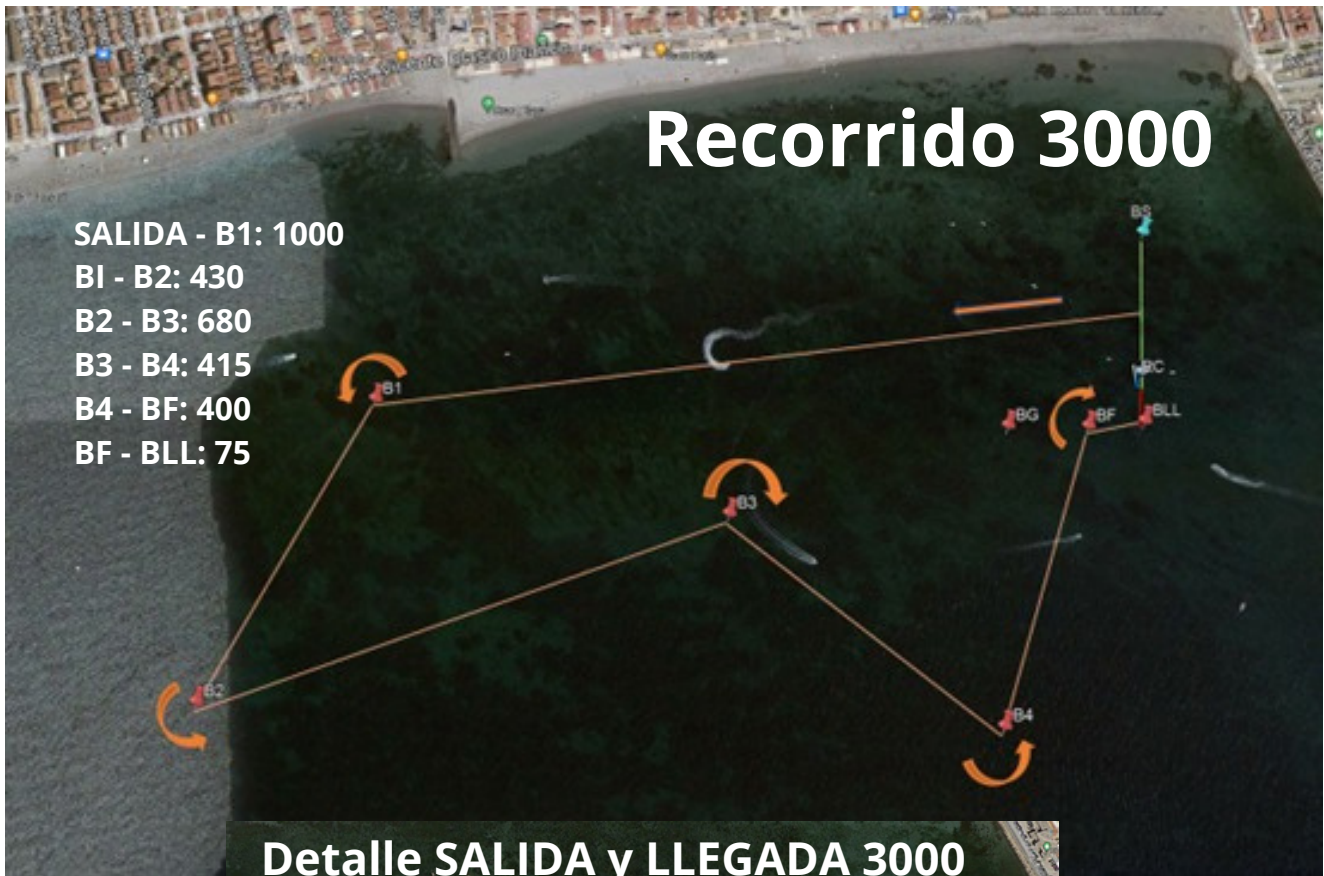 Recorrido 3000
BS
SALIDA - B1: 1000
BI - B2: 430
B2 - B3: 680
B3 - B4: 415
B4 - BF: 400
BF - BLL: 75
BC
B1
BG
BF
BLL
B3
B2
B4
Detalle SALIDA y LLEGADA 3000